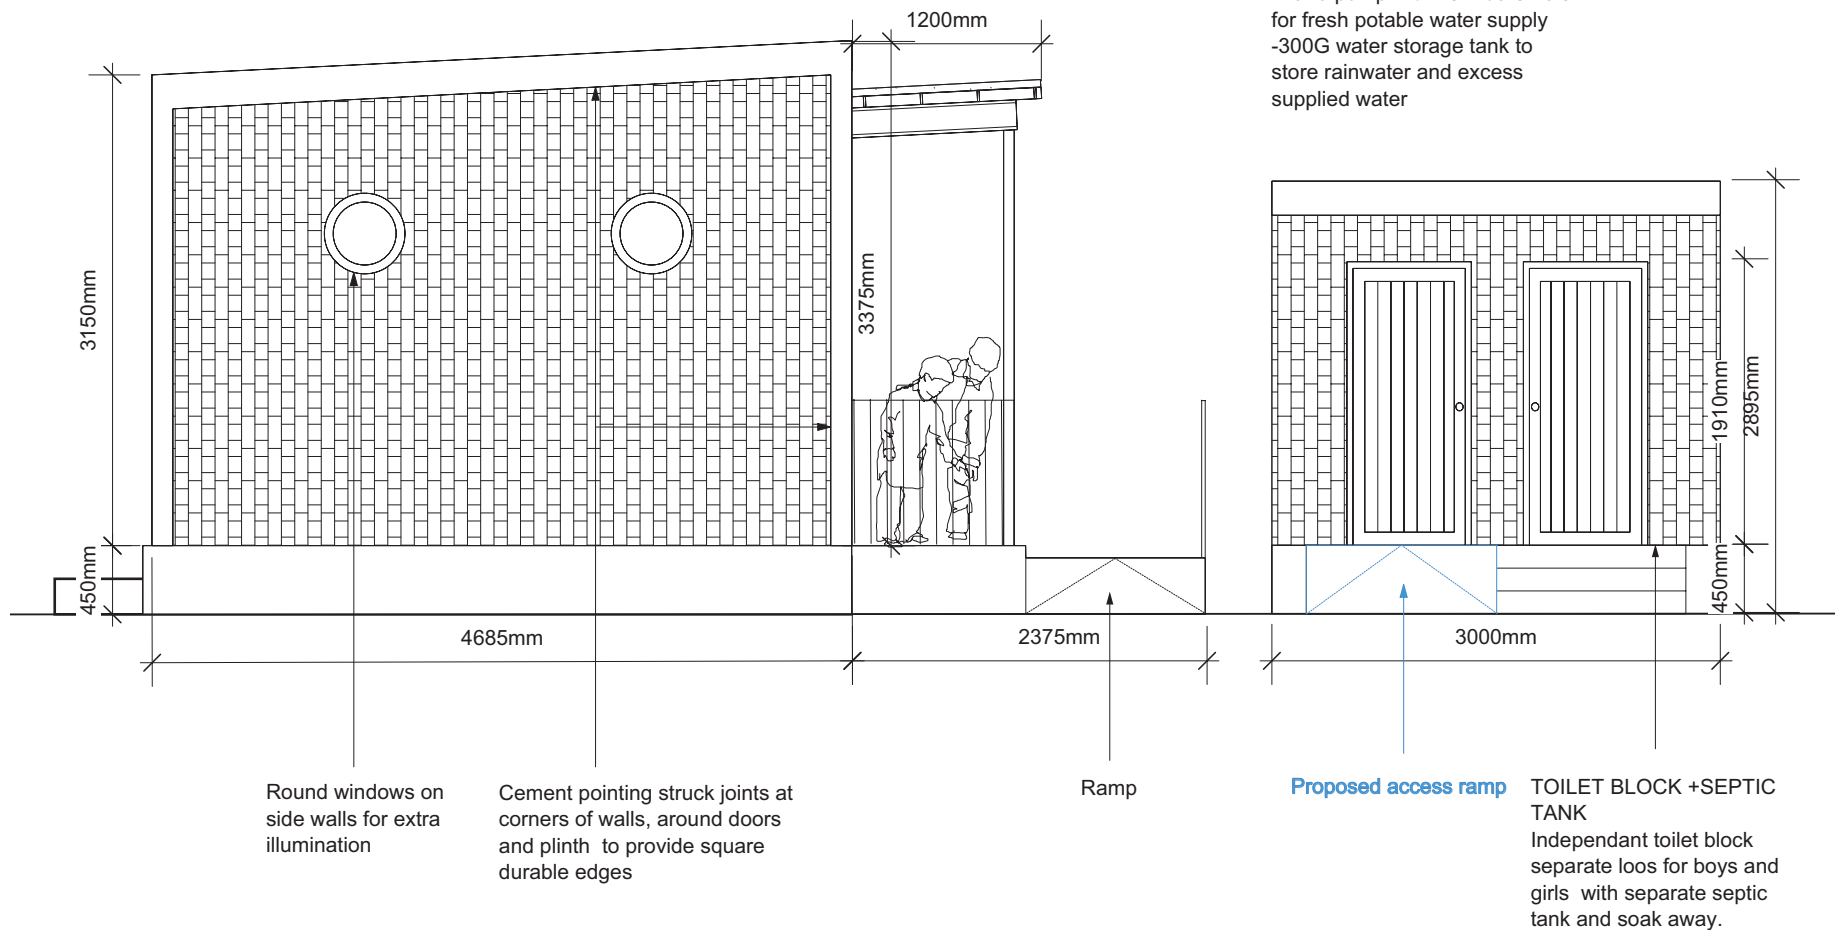 for fresh potable water supply
-300G water storage tank to
store rainwater and excess
supplied water
1200mm
3150mm
3375mm
1910mm
2895mm
450mm
450mm
4685mm
2375mm
3000mm
Round windows on
side walls for extra
illumination
Cement pointing struck joints at
corners of walls, around doors
and plinth to provide square
durable edges
Ramp
Proposed access ramp
TOILET BLOCK +SEPTIC
TANK
Independant toilet block
separate loos for boys and
girls with separate septic
tank and soak away.